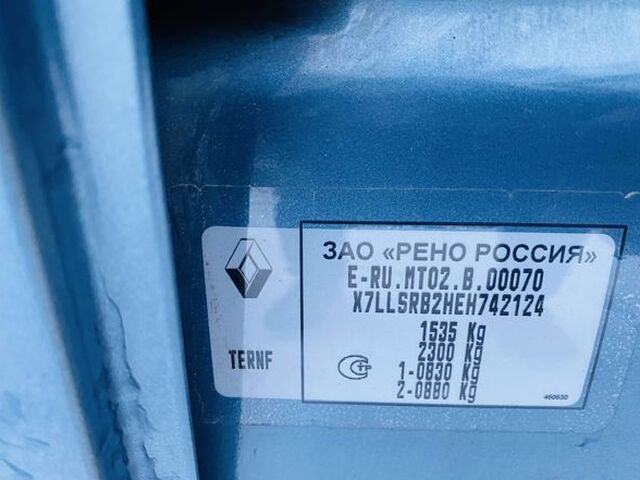 ЗАО «РЕНО РОССИЯ»
E-RU.MT02.B.00070
X7LLSRB2HEH742124
1535 Kg
2300 Kg
1-0830 Kg
2-0880 Kg
TERNF
460630